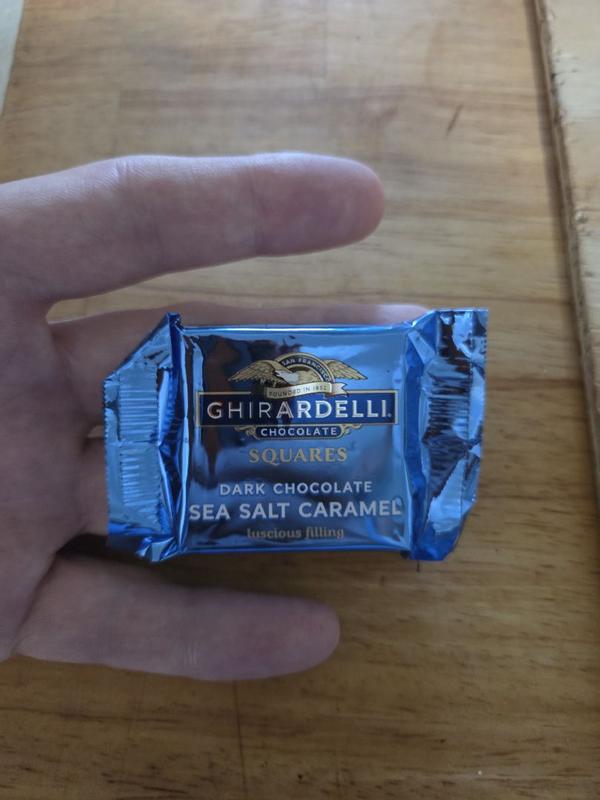 SAN FRANCISCO
FOUNDED IN 1852
GHIRARDELLI®
CHOCOLATE
SQUARES
DARK CHOCOLATE
SEA SALT CARAMEL
luscious filling